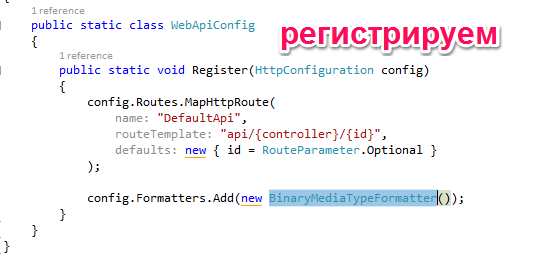 1 reference
public static class WebApiConfig
регистрируем
{
1 reference
public static void Register(HttpConfiguration config)
{
config.Routes.MapHttpRoute(
name: "DefaultApi",
routeTemplate: "api/{controller}/{id}",
defaults: new { id = RouteParameter.Optional }
);
config.Formatters.Add(new BinaryMediaTypeFormatter());
}
}
}